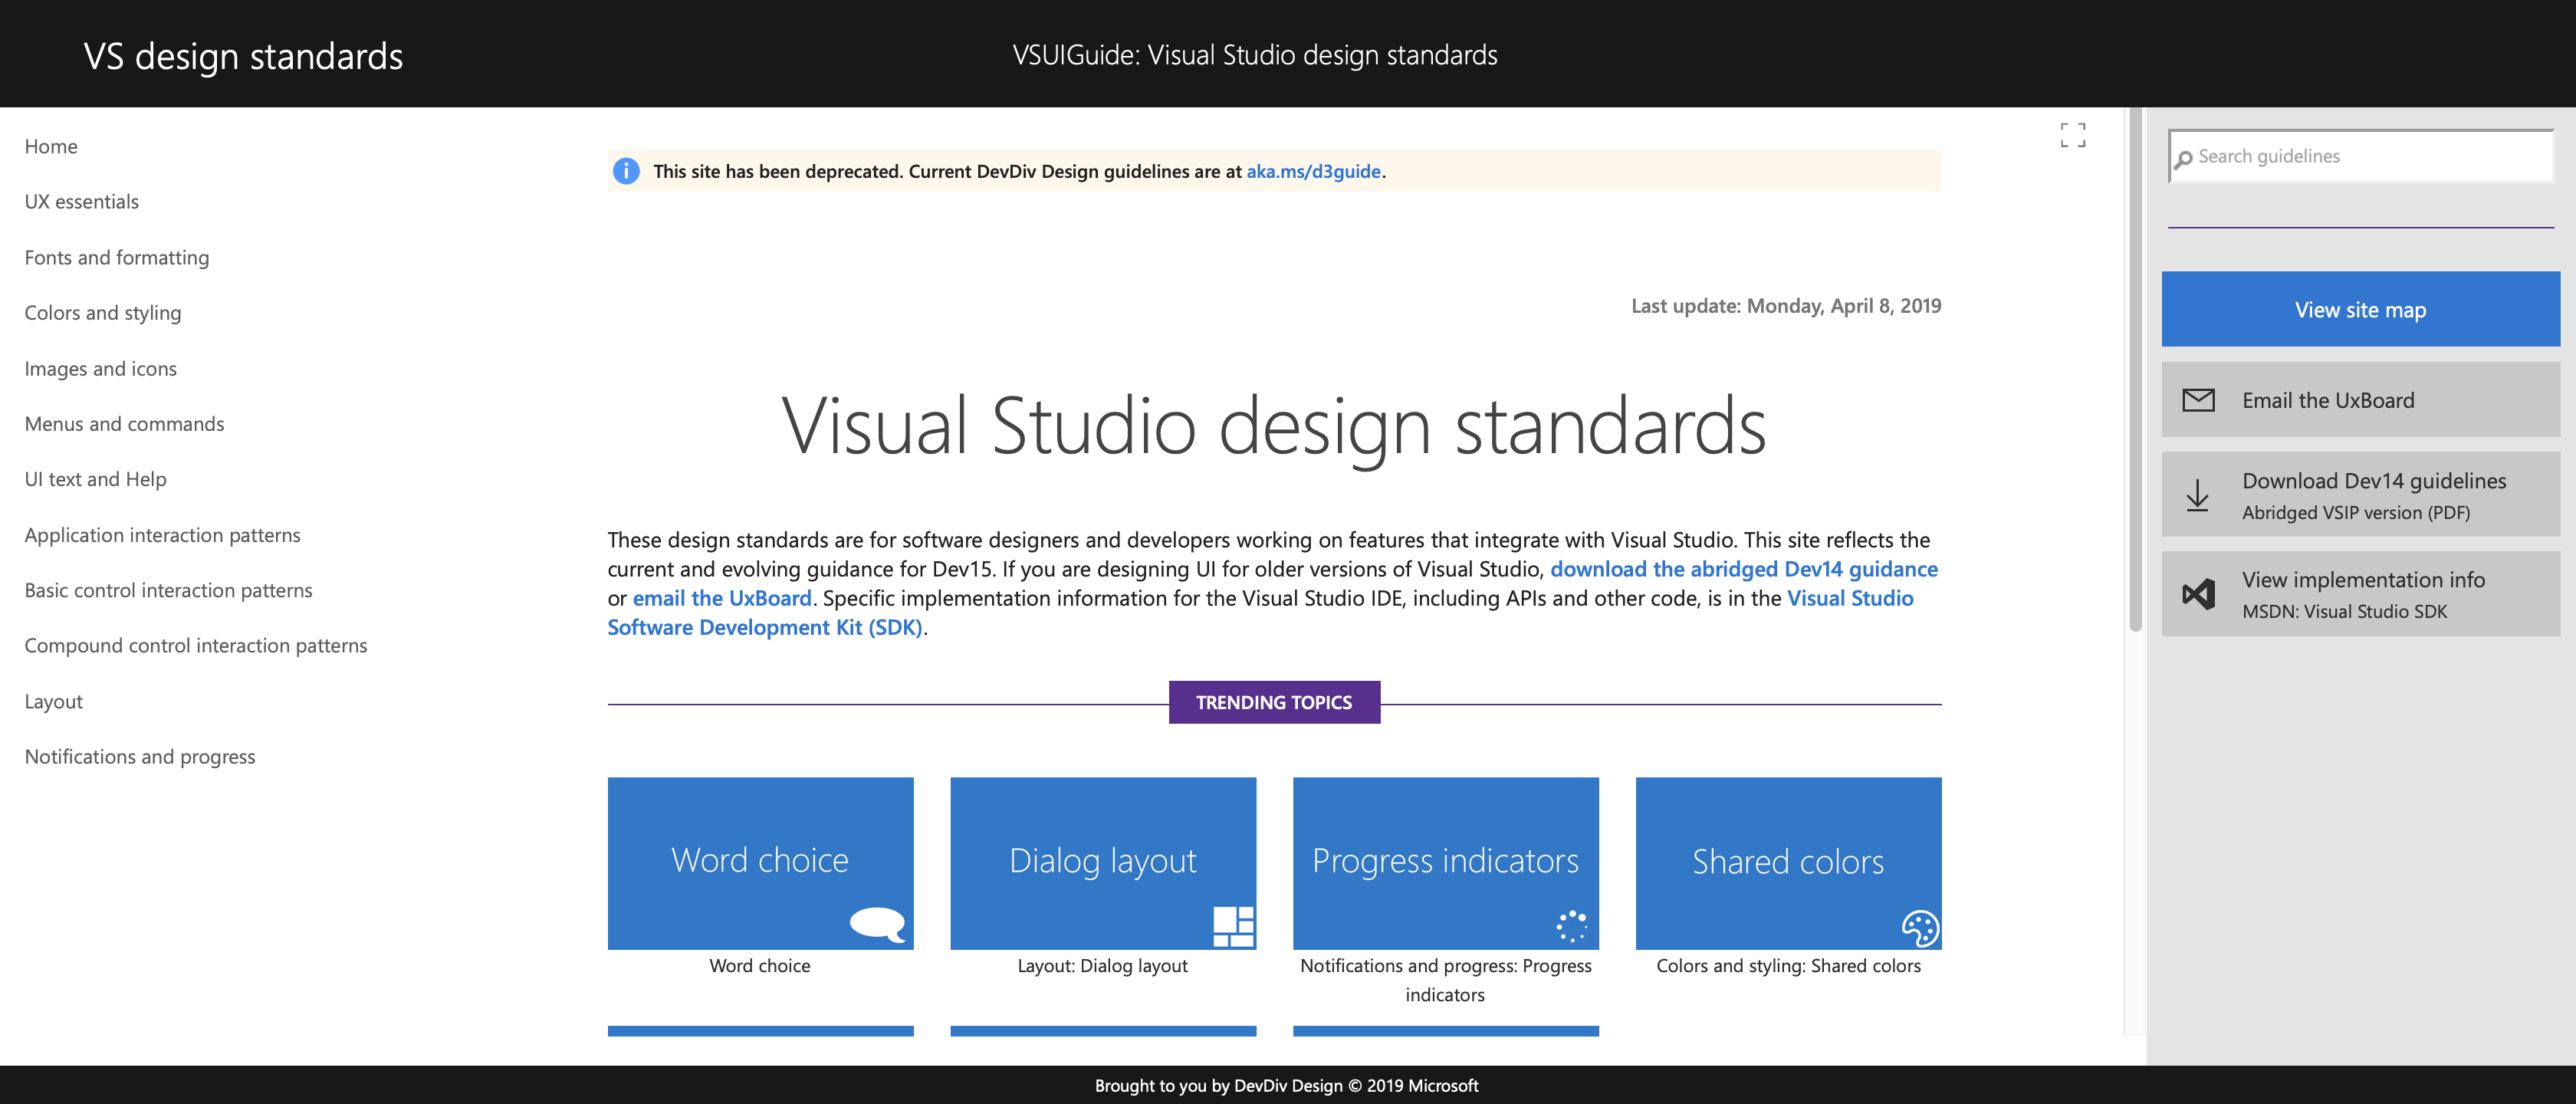 VS design standards
VSUIGuide: Visual Studio design standards
Home
UX essentials
Fonts and formatting
Colors and styling
Images and icons
Menus and commands
UI text and Help
Application interaction patterns
Basic control interaction patterns
Compound control interaction patterns
Layout
Notifications and progress
This site has been deprecated. Current DevDiv Design guidelines are at aka.ms/d3guide.
Last update: Monday, April 8, 2019
Visual Studio design standards
These design standards are for software designers and developers working on features that integrate with Visual Studio. This site reflects the
current and evolving guidance for Dev15. If you are designing UI for older versions of Visual Studio, download the abridged Dev14 guidance
or email the UxBoard. Specific implementation information for the Visual Studio IDE, including APIs and other code, is in the Visual Studio
Software Development Kit (SDK).
TRENDING TOPICS
Word choice
Word choice
Dialog layout
Layout: Dialog layout
Progress indicators
Notifications and progress: Progress
indicators
Shared colors
Colors and styling: Shared colors
Search guidelines
View site map
Email the UxBoard
Download Dev14 guidelines
Abridged VSIP version (PDF)
View implementation info
MSDN: Visual Studio SDK
Brought to you by DevDiv Design © 2019 Microsoft